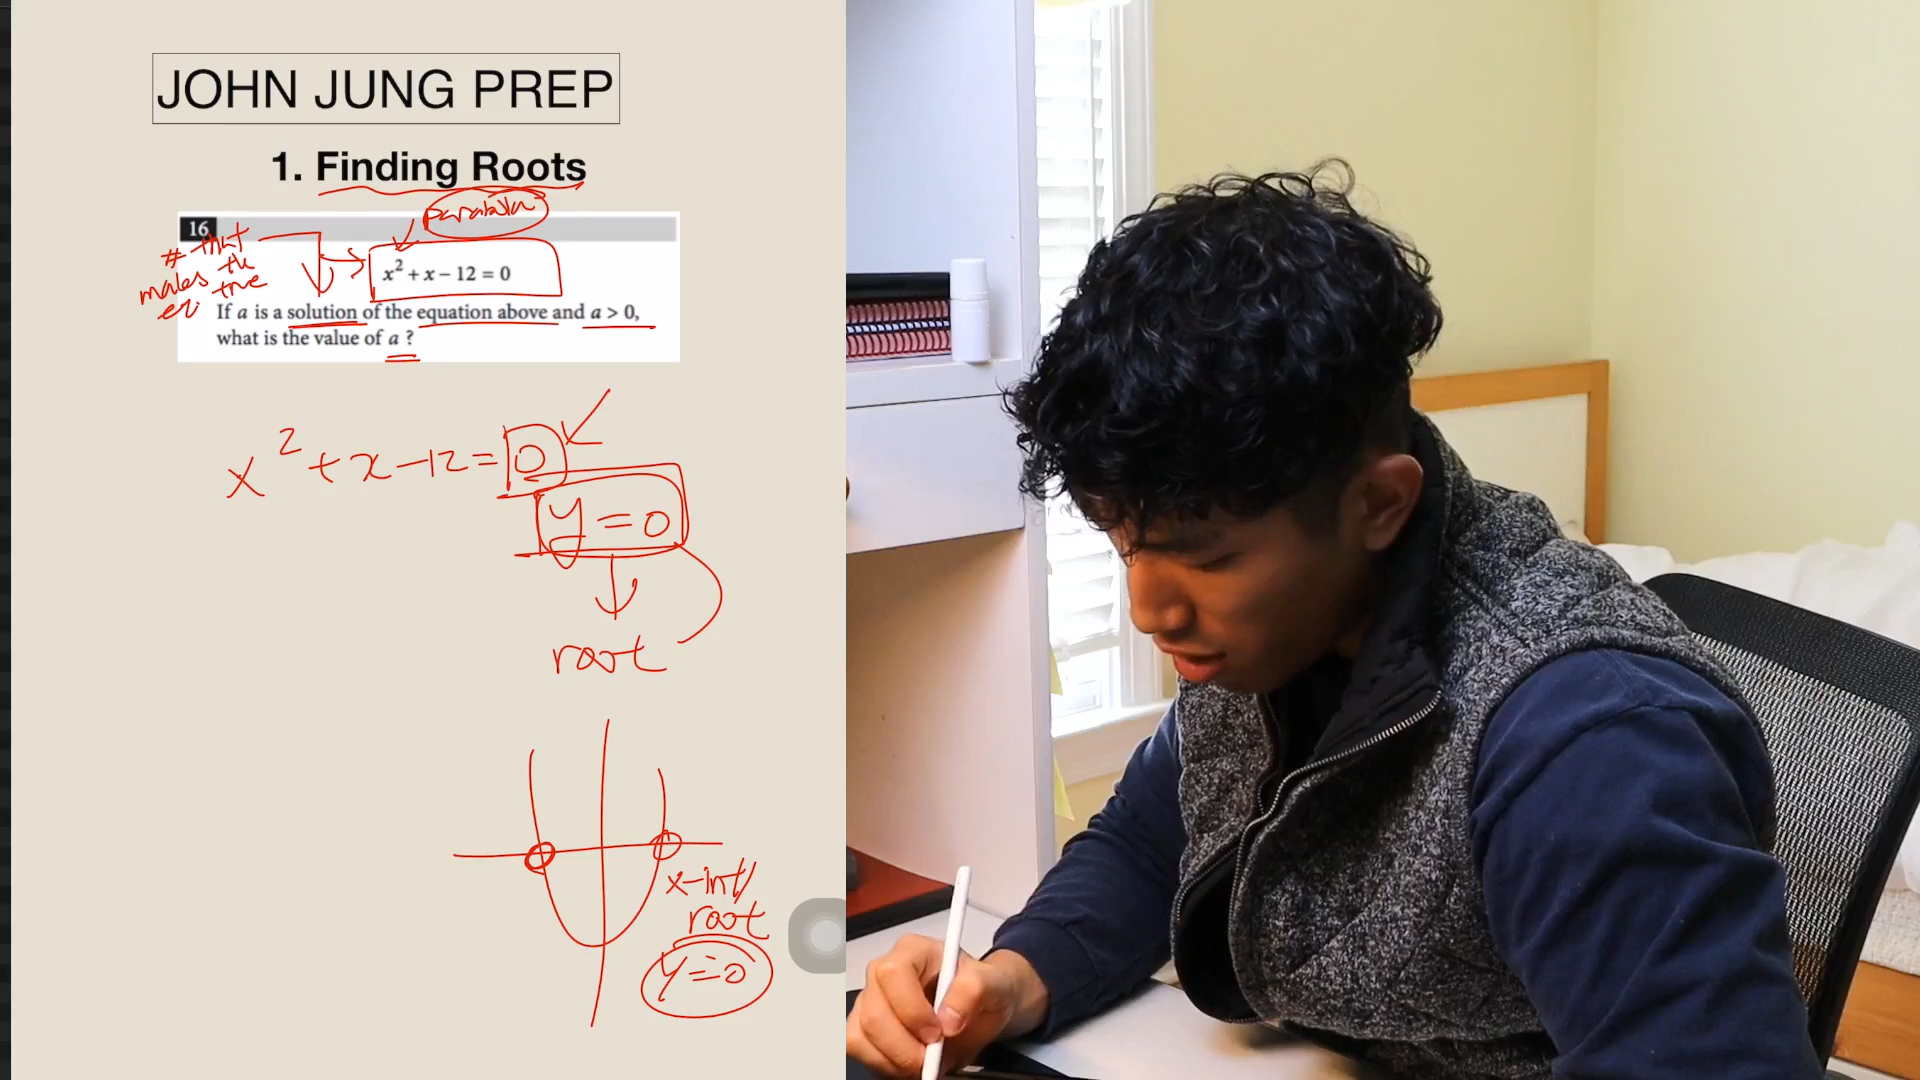 JOHN JUNG PREP
1. Finding Roots
parabola
16
# that
makes the
eq. true
x² + x – 12 = 0
If a is a solution of the equation above and a > 0,
what is the value of a ?
x² + x – 12 = 0
y = 0
root
x-int/
root
y = 0